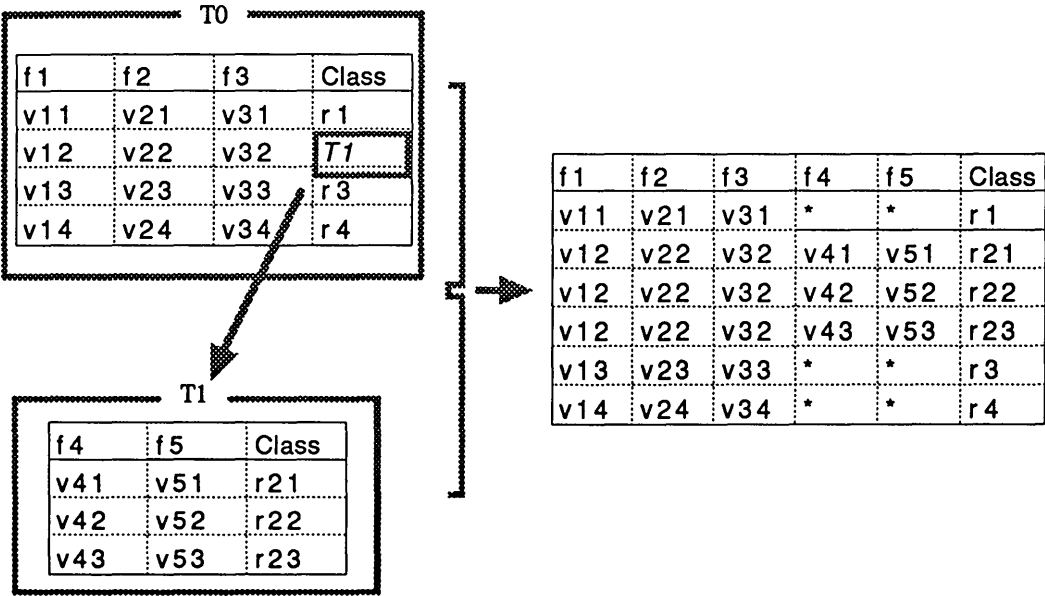 T0
f1 f2 f3 Class
v11 v21 v31 r1
v12 v22 v32 T1
v13 v23 v33 r3
v14 v24 v34 r4
T1
f4 f5 Class
v41 v51 r21
v42 v52 r22
v43 v53 r23
f1 f2 f3 f4 f5 Class
v11 v21 v31 * * r1
v12 v22 v32 v41 v51 r21
v12 v22 v32 v42 v52 r22
v12 v22 v32 v43 v53 r23
v13 v23 v33 * * r3
v14 v24 v34 * * r4